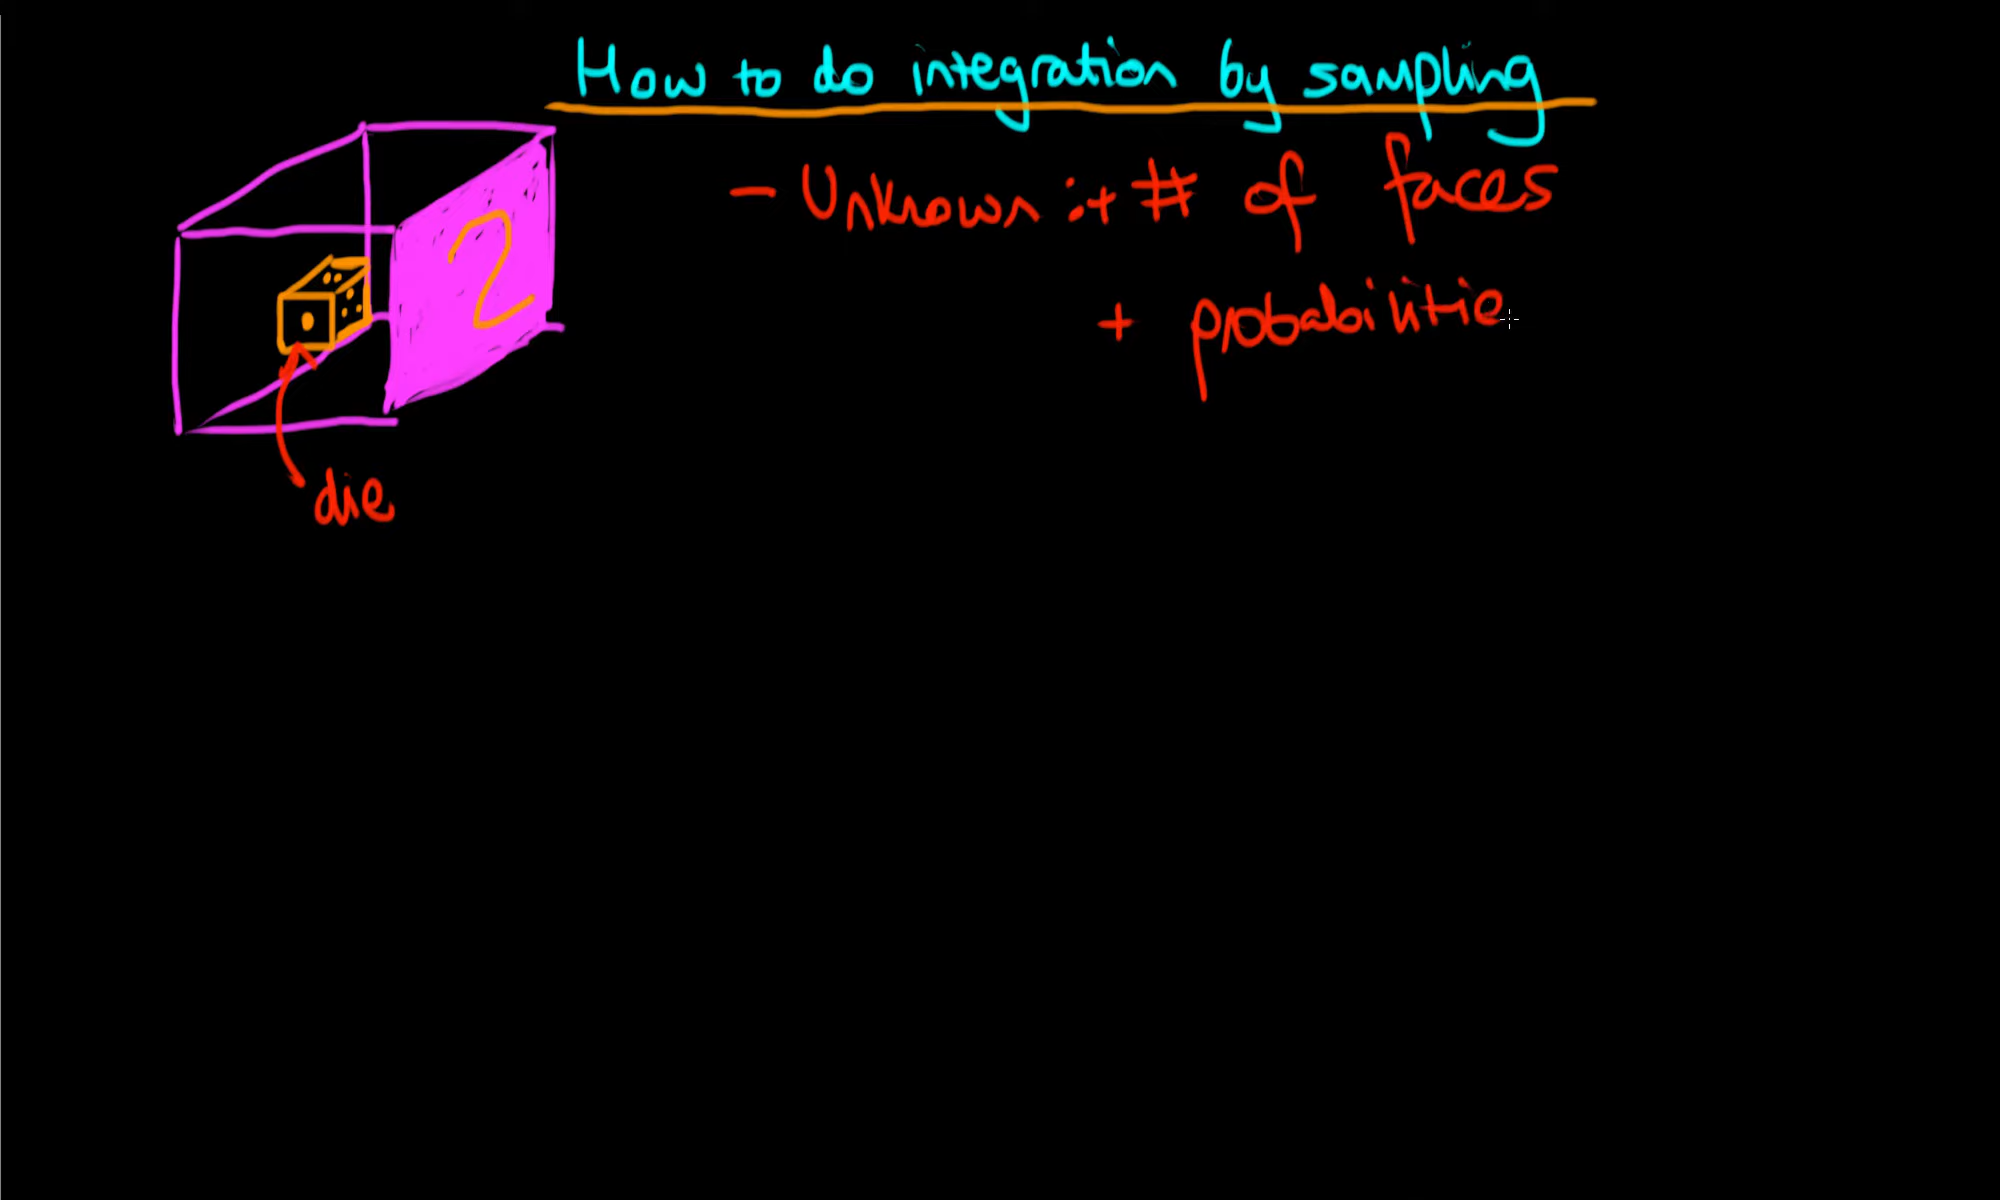 How to do integration by sampling
- Unknown :+ # of faces
+ probabilitie
2
die